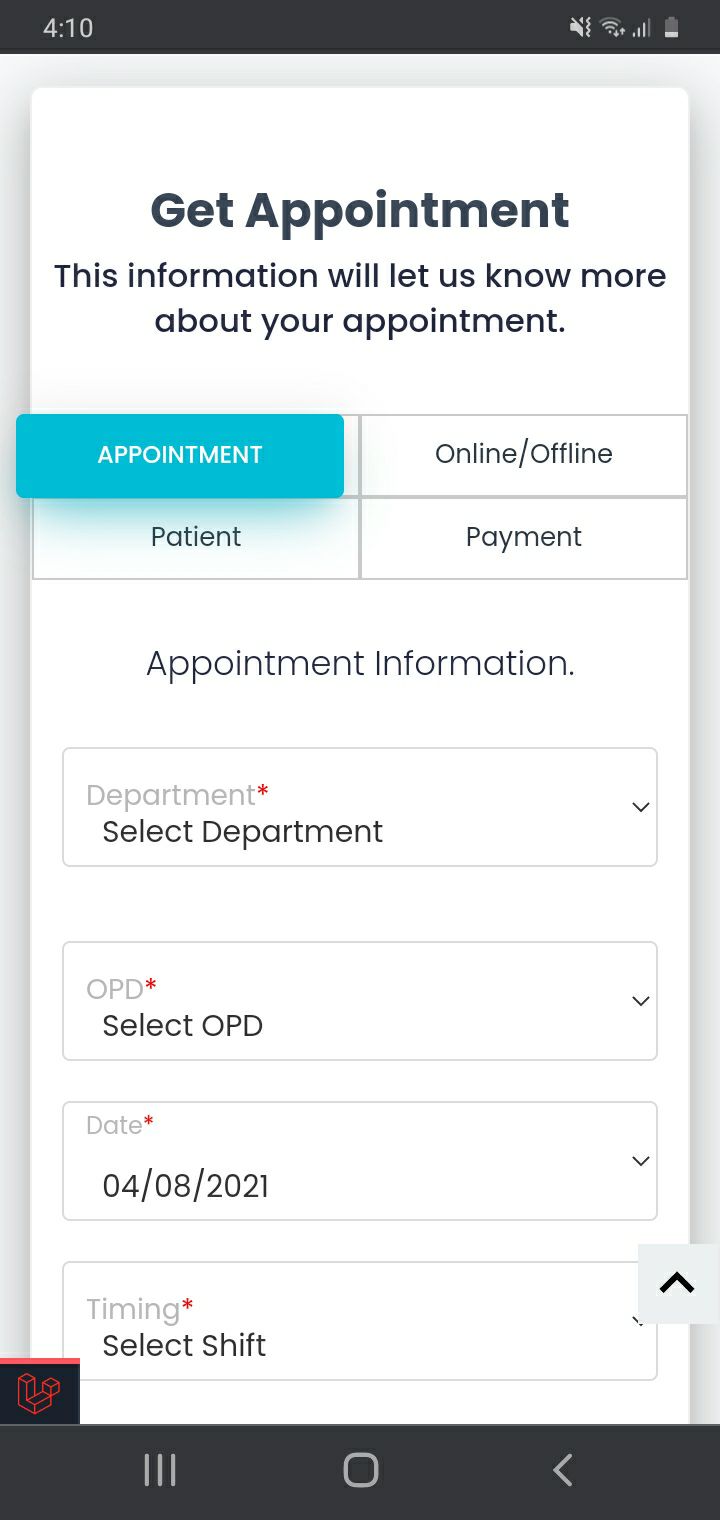 4:10
Get Appointment
This information will let us know more
about your appointment.
APPOINTMENT
Online/Offline
Patient
Payment
Appointment Information.
Department*
Select Department
OPD*
Select OPD
Date*
04/08/2021
Timing*
Select Shift